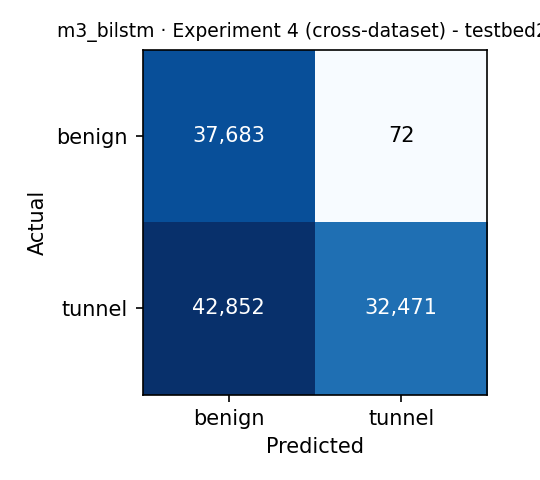 m3_bilstm · Experiment 4 (cross-dataset) - testbed2
benign
37,683
72
Actual
tunnel
42,852
32,471
benign
tunnel
Predicted